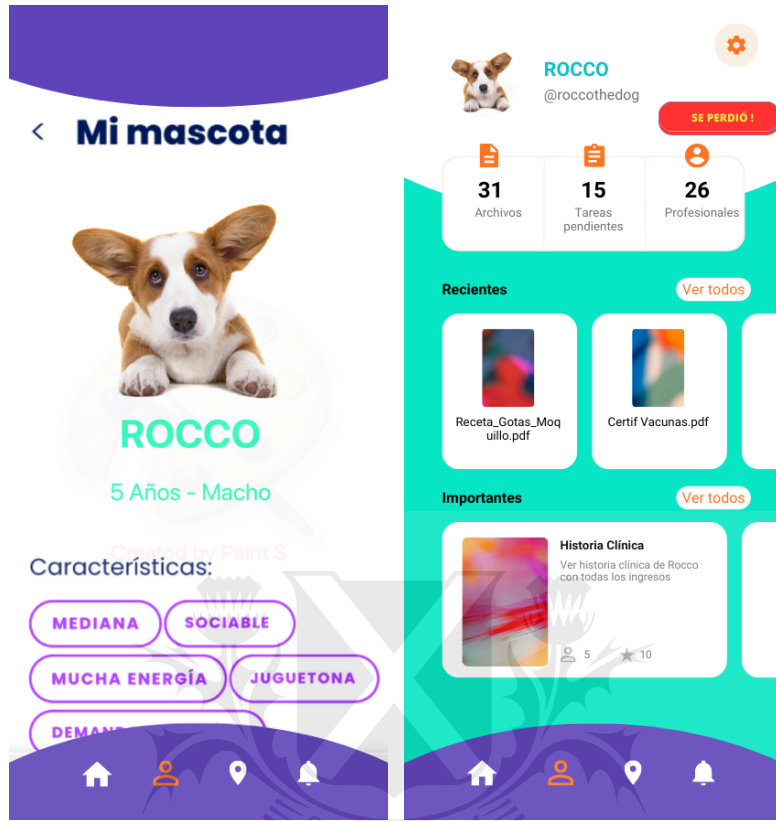 Mi mascota
ROCCO
5 Años - Macho
Created by Paint S
Características:
MEDIANA
SOCIABLE
MUCHA ENERGÍA
JUGUETONA
ROCCO
@roccothedog
SE PERDIÓ !
31
Archivos
15
Tareas
pendientes
26
Profesionales
Recientes
Ver todos
Receta_Gotas_Moq
uillo.pdf
Certif Vacunas.pdf
Importantes
Ver todos
Historia Clínica
Ver historia clínica de Rocco
con todas los ingresos
5
10